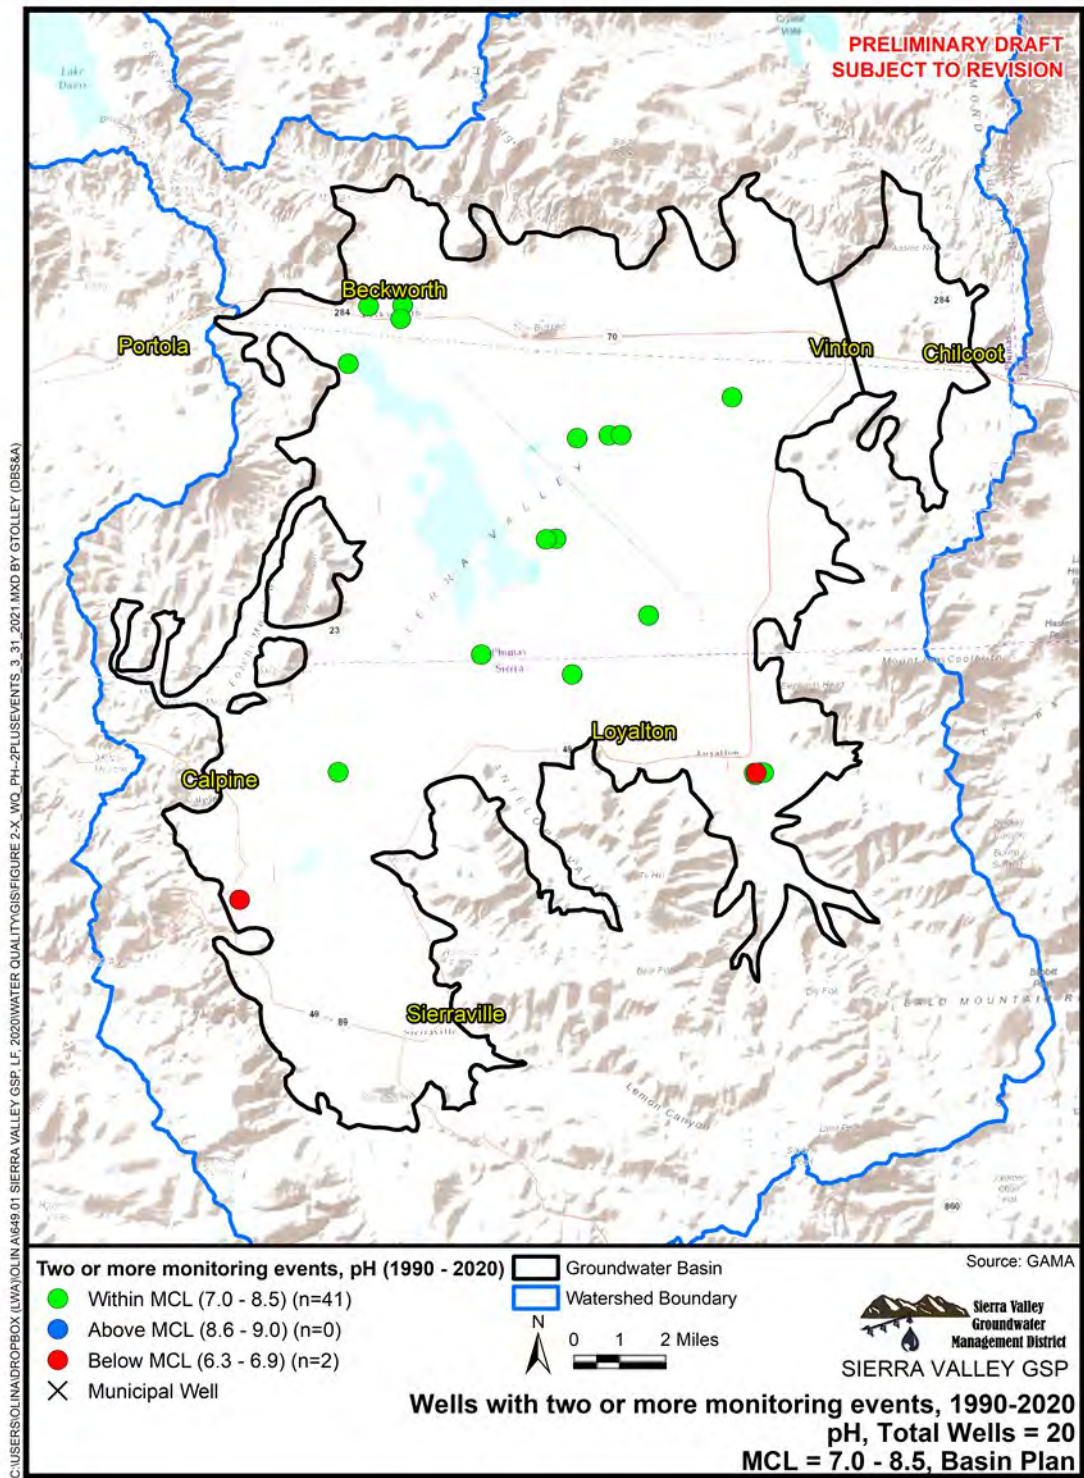 PRELIMINARY DRAFT
SUBJECT TO REVISION
Lake
Davis
Beckworth
284
284
70
Portola
Vinton
Chilcoot
SIERRA VALLEY
23
Plumas
Sierra
Loyalton
49
Loyalton
Calpine
ANTELOPE VALLEY
Sierraville
Sierraville
49
89
BALD MOUNTAIN R
Lemon Canyon
860
C:\USERS\OLINA\DROPBOX (LWA)\OLIN A\649.01 SIERRA VALLEY GSP, LF, 2020\WATER QUALITY\GIS\FIGURE 2-X_WQ_PH--2PLUSEVENTS_3_31_2021.MXD BY GTOLLEY (DBS&A)
Two or more monitoring events, pH (1990 - 2020)
Within MCL (7.0 - 8.5) (n=41)
Above MCL (8.6 - 9.0) (n=0)
Below MCL (6.3 - 6.9) (n=2)
Municipal Well
Groundwater Basin
Watershed Boundary
N
0 1 2 Miles
Source: GAMA
Sierra Valley
Groundwater
Management District
SIERRA VALLEY GSP
Wells with two or more monitoring events, 1990-2020
pH, Total Wells = 20
MCL = 7.0 - 8.5, Basin Plan